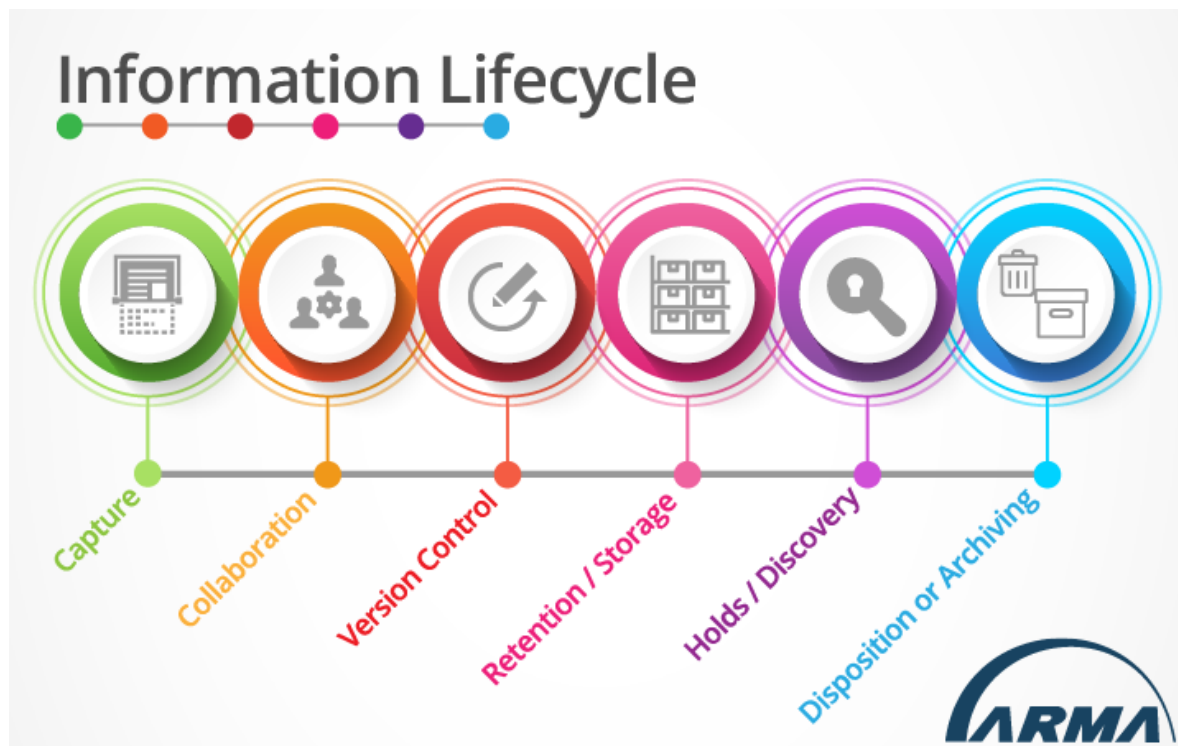 Information Lifecycle
Capture
Collaboration
Version Control
Retention / Storage
Holds / Discovery
Disposition or Archiving
ARMA